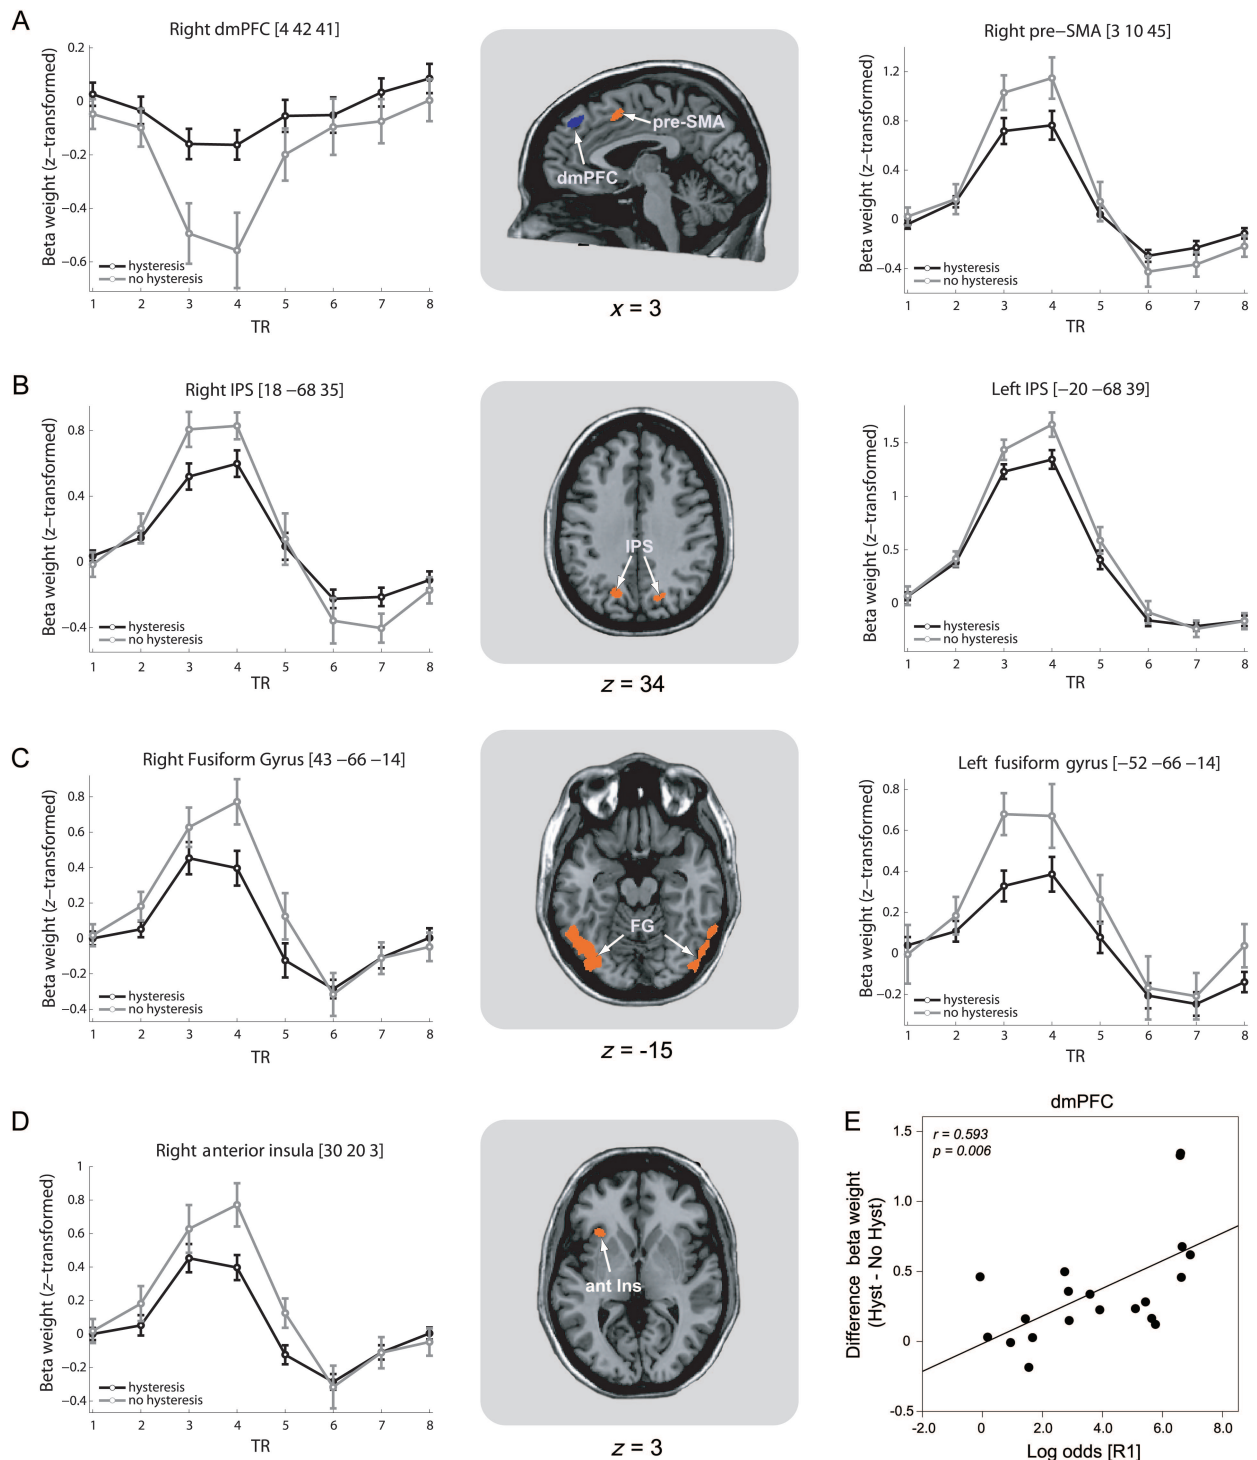 A
Right dmPFC [4 42 41]
Beta weight (z−transformed)
0.2
0
−0.2
−0.4
−0.6
hysteresis
no hysteresis
1 2 3 4 5 6 7 8
TR
pre-SMA
dmPFC
x = 3
Right pre−SMA [3 10 45]
Beta weight (z−transformed)
1.2
0.8
0.4
0
−0.4
hysteresis
no hysteresis
1 2 3 4 5 6 7 8
TR
B
Right IPS [18 −68 35]
Beta weight (z−transformed)
0.8
0.4
0
−0.4
hysteresis
no hysteresis
1 2 3 4 5 6 7 8
TR
IPS
z = 34
Left IPS [−20 −68 39]
Beta weight (z−transformed)
1.5
1
0.5
0
hysteresis
no hysteresis
1 2 3 4 5 6 7 8
TR
C
Right Fusiform Gyrus [43 −66 −14]
Beta weight (z−transformed)
0.8
0.6
0.4
0.2
0
−0.2
−0.4
hysteresis
no hysteresis
1 2 3 4 5 6 7 8
TR
FG
z = -15
Left fusiform gyrus [−52 −66 −14]
Beta weight (z−transformed)
0.8
0.6
0.4
0.2
0
−0.2
hysteresis
no hysteresis
1 2 3 4 5 6 7 8
TR
D
Right anterior insula [30 20 3]
Beta weight (z−transformed)
1
0.8
0.6
0.4
0.2
0
−0.2
−0.4
hysteresis
no hysteresis
1 2 3 4 5 6 7 8
TR
ant Ins
z = 3
E
dmPFC
r = 0.593
p = 0.006
Difference beta weight
(Hyst - No Hyst)
1.5
1.0
0.5
0
-0.5
-2.0 0 2.0 4.0 6.0 8.0
Log odds [R1]